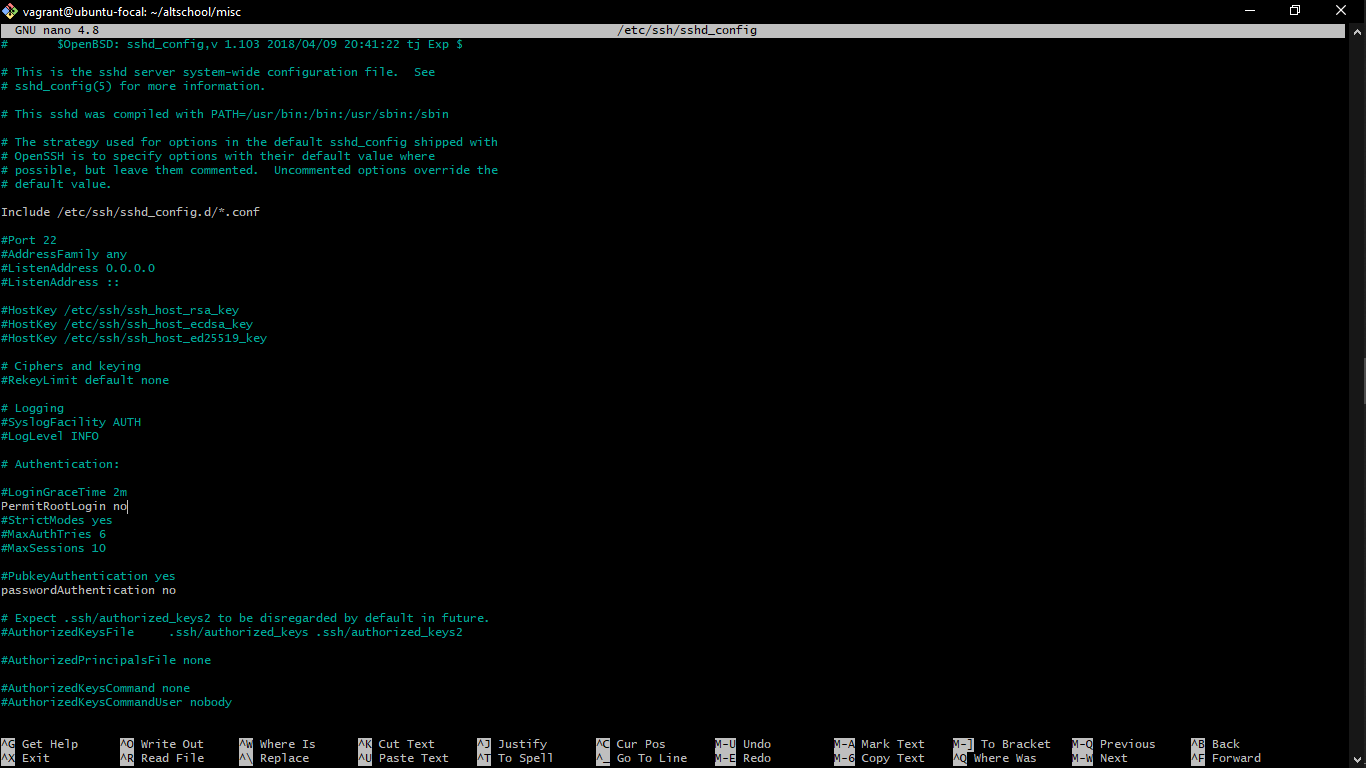 vagrant@ubuntu-focal: ~/altschool/misc
GNU nano 4.8 /etc/ssh/sshd_config
# $OpenBSD: sshd_config,v 1.103 2018/04/09 20:41:22 tj Exp $
# This is the sshd server system-wide configuration file.  See
# sshd_config(5) for more information.
# This sshd was compiled with PATH=/usr/bin:/bin:/usr/sbin:/sbin
# The strategy used for options in the default sshd_config shipped with
# OpenSSH is to specify options with their default value where
# possible, but leave them commented.  Uncommented options override the
# default value.
Include /etc/ssh/sshd_config.d/*.conf
#Port 22
#AddressFamily any
#ListenAddress 0.0.0.0
#ListenAddress ::
#HostKey /etc/ssh/ssh_host_rsa_key
#HostKey /etc/ssh/ssh_host_ecdsa_key
#HostKey /etc/ssh/ssh_host_ed25519_key
# Ciphers and keying
#RekeyLimit default none
# Logging
#SyslogFacility AUTH
#LogLevel INFO
# Authentication:
#LoginGraceTime 2m
PermitRootLogin no
#StrictModes yes
#MaxAuthTries 6
#MaxSessions 10
#PubkeyAuthentication yes
passwordAuthentication no
# Expect .ssh/authorized_keys2 to be disregarded by default in future.
#AuthorizedKeysFile     .ssh/authorized_keys .ssh/authorized_keys2
#AuthorizedPrincipalsFile none
#AuthorizedKeysCommand none
#AuthorizedKeysCommandUser nobody
^G Get Help ^O Write Out ^W Where Is ^K Cut Text ^J Justify ^C Cur Pos M-U Undo M-A Mark Text M-] To Bracket M-Q Previous ^B Back
^X Exit ^R Read File ^\ Replace ^U Paste Text ^T To Spell ^_ Go To Line M-E Redo M-6 Copy Text ^Q Where Was M-W Next ^F Forward